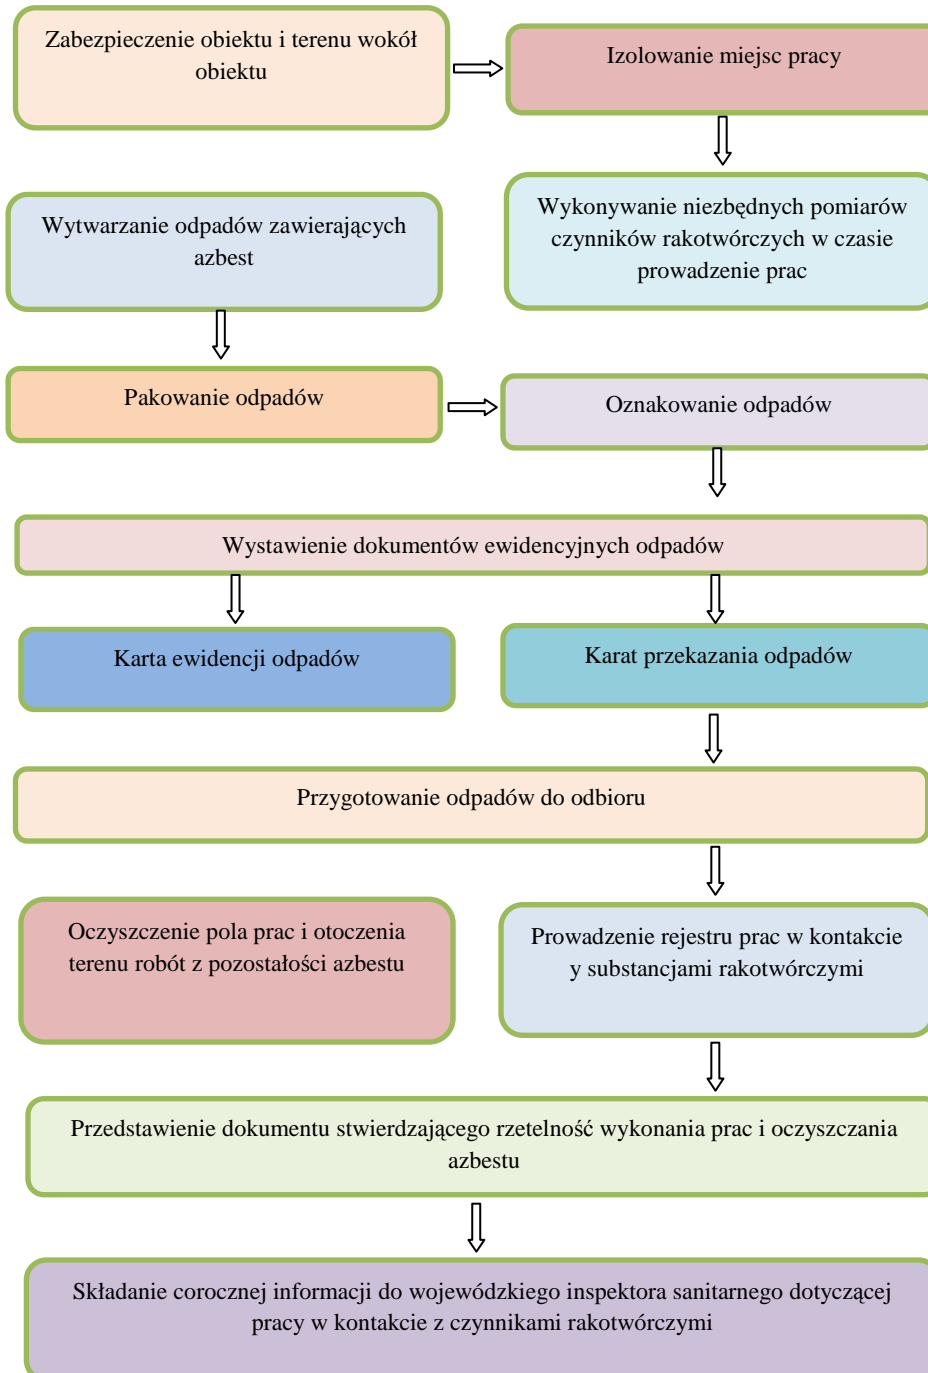 Zabezpieczenie obiektu i terenu wokół
obiektu
Izolowanie miejsc pracy
Wytwarzanie odpadów zawierających
azbest
Wykonywanie niezbędnych pomiarów
czynników rakotwórczych w czasie
prowadzenie prac
Pakowanie odpadów
Oznakowanie odpadów
Wystawienie dokumentów ewidencyjnych odpadów
Karta ewidencji odpadów
Karat przekazania odpadów
Przygotowanie odpadów do odbioru
Oczyszczenie pola prac i otoczenia
terenu robót z pozostałości azbestu
Prowadzenie rejestru prac w kontakcie
y substancjami rakotwórczymi
Przedstawienie dokumentu stwierdzającego rzetelność wykonania prac i oczyszczania
azbestu
Składanie corocznej informacji do wojewódzkiego inspektora sanitarnego dotyczącej
pracy w kontakcie z czynnikami rakotwórczymi